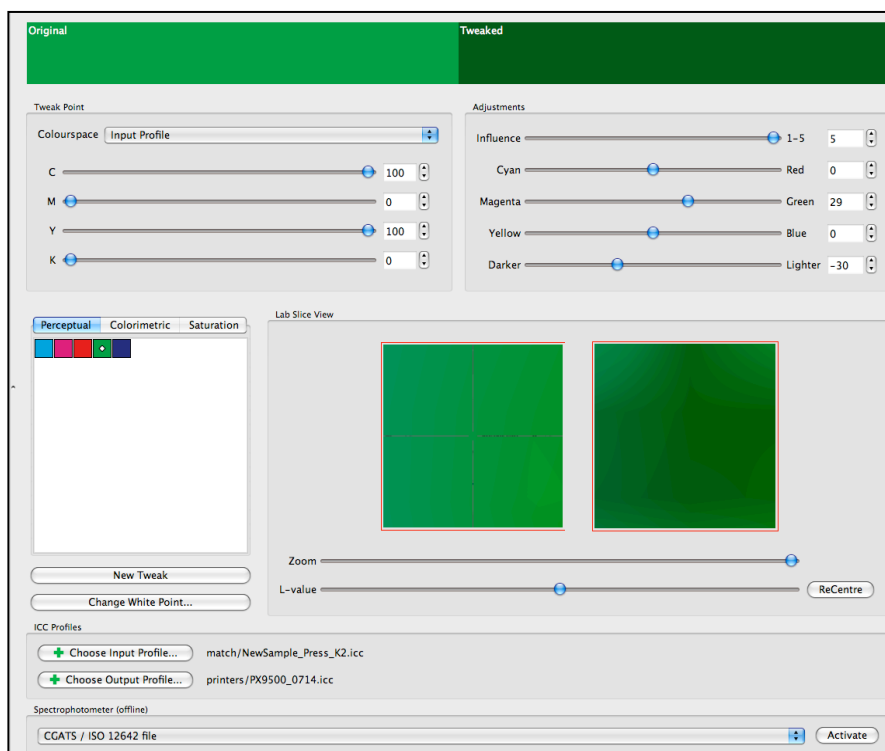 Original Tweaked
Tweak Point
Colourspace Input Profile
C 100
M 0
Y 100
K 0
Adjustments
Influence 1-5 5
Cyan Red 0
Magenta Green 29
Yellow Blue 0
Darker Lighter -30
Perceptual Colorimetric Saturation
New Tweak
Change White Point...
Lab Slice View
Zoom
L-value ReCentre
ICC Profiles
Choose Input Profile... match/NewSample_Press_K2.icc
Choose Output Profile... printers/PX9500_0714.icc
Spectrophotometer (offline)
CGATS / ISO 12642 file Activate